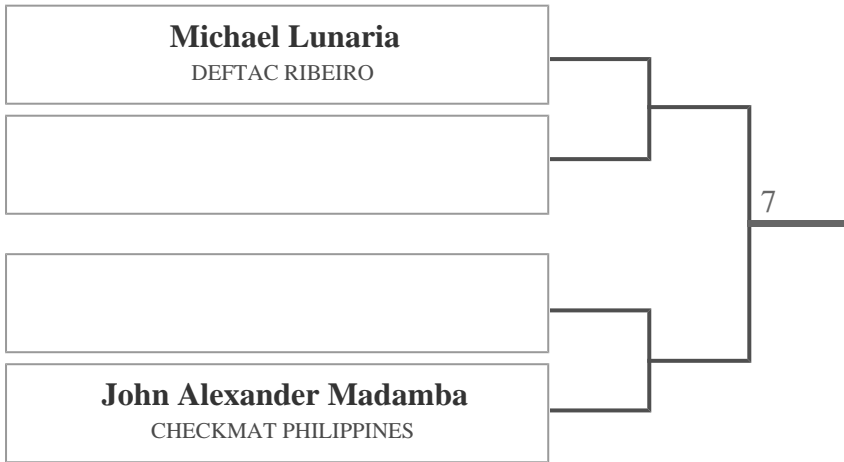 Michael Lunaria
DEFTAC RIBEIRO
7
John Alexander Madamba
CHECKMAT PHILIPPINES